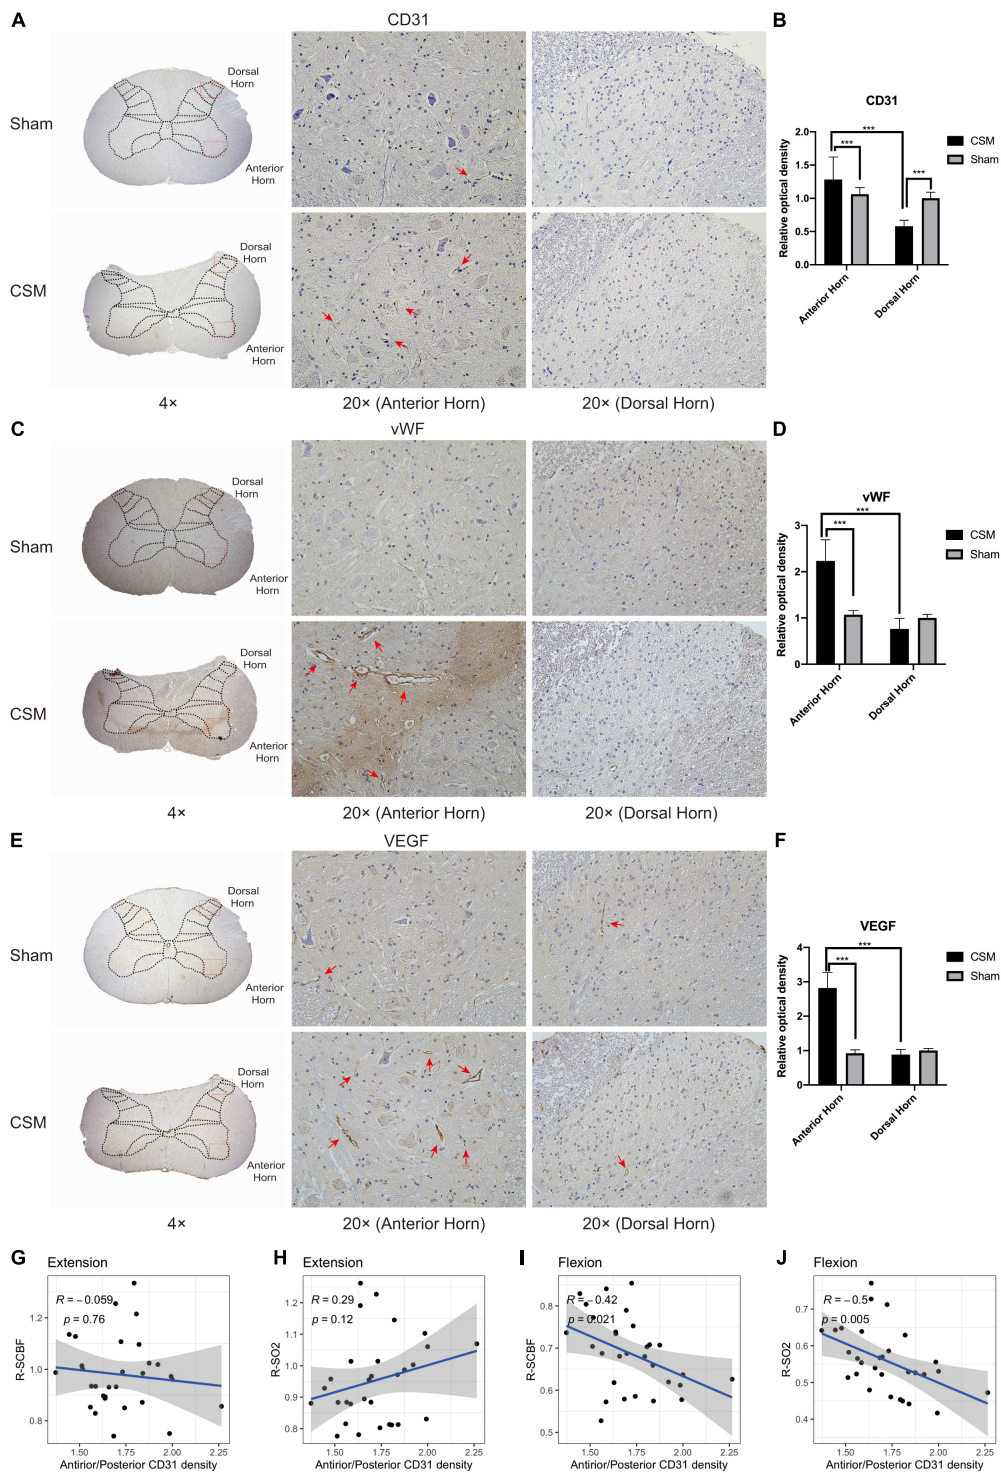 A
CD31
Sham
Dorsal
Horn
Anterior
Horn
CSM
Dorsal
Horn
Anterior
Horn
4×
20× (Anterior Horn)
20× (Dorsal Horn)
B
CD31
Relative optical density
2.0
1.5
1.0
0.5
0.0
***
***
***
CSM
Sham
Anterior Horn
Dorsal Horn
C
vWF
Sham
Dorsal
Horn
Anterior
Horn
CSM
Dorsal
Horn
Anterior
Horn
4×
20× (Anterior Horn)
20× (Dorsal Horn)
D
vWF
Relative optical density
3
2
1
0
***
***
CSM
Sham
Anterior Horn
Dorsal Horn
E
VEGF
Sham
Dorsal
Horn
Anterior
Horn
CSM
Dorsal
Horn
Anterior
Horn
4×
20× (Anterior Horn)
20× (Dorsal Horn)
F
VEGF
Relative optical density
4
3
2
1
0
***
***
CSM
Sham
Anterior Horn
Dorsal Horn
G
Extension
R = −0.059
p = 0.76
R-SCBF
1.2
1.0
0.8
1.50
1.75
2.00
2.25
Antirior/Posterior CD31 density
H
Extension
R = 0.29
p = 0.12
R-SO2
1.2
1.1
1.0
0.9
0.8
1.50
1.75
2.00
2.25
Antirior/Posterior CD31 density
I
Flexion
R = −0.42
p = 0.021
R-SCBF
0.8
0.7
0.6
0.5
1.50
1.75
2.00
2.25
Antirior/Posterior CD31 density
J
Flexion
R = −0.5
p = 0.005
R-SO2
0.7
0.6
0.5
0.4
1.50
1.75
2.00
2.25
Antirior/Posterior CD31 density